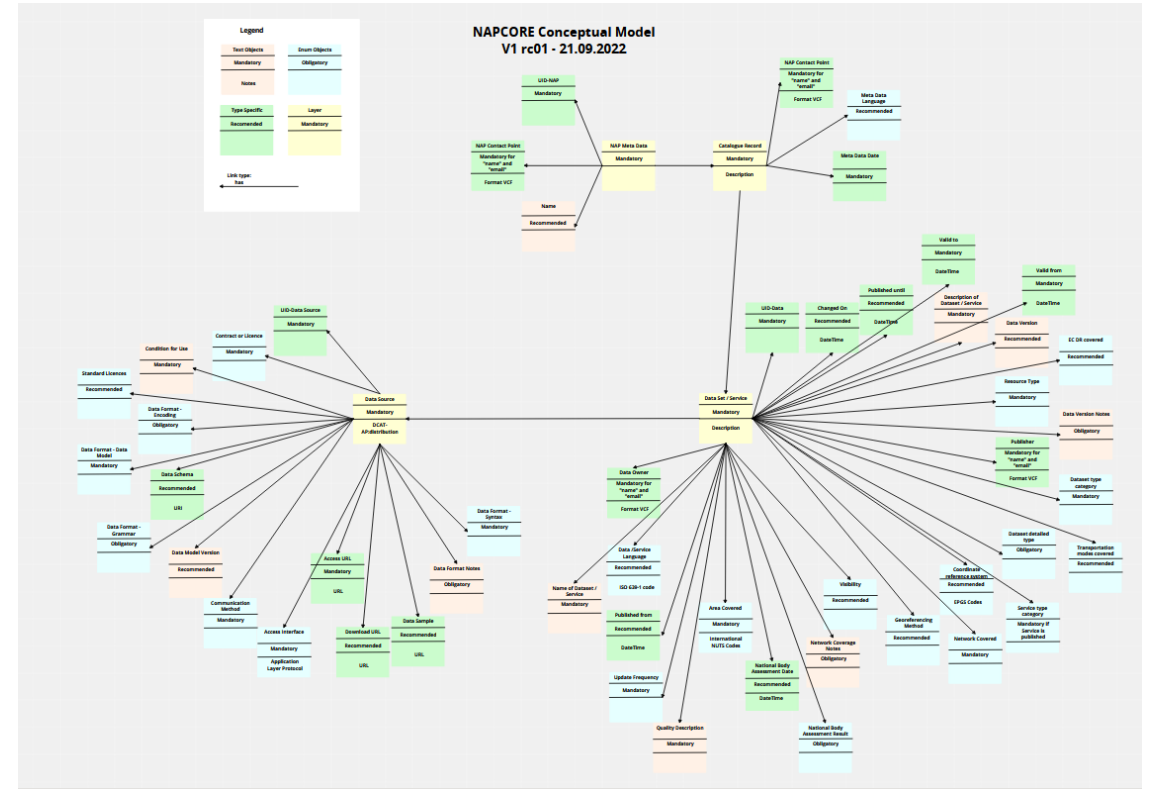 NAPCORE Conceptual Model
V1 rc01 - 21.09.2022
Legend
Text Objects
Mandatory
Notes
Enum Objects
Obligatory
Type Specific
Recomended
Layer
Mandatory
Link type:
has
UID-NAP
Mandatory
NAP Contact Point
Mandatory for
"name" and
"email"
Format VCF
Name
Recommended
NAP Meta Data
Mandatory
Catalogue Record
Mandatory
Description
NAP Contact Point
Mandatory for
"name" and
"email"
Format VCF
Meta Data
Language
Recommended
Meta Data Date
Mandatory
Valid to
Mandatory
DateTime
Valid from
Mandatory
DateTime
Published until
Recommended
DateTime
Description of
Dataset / Service
Mandatory
UID-Data
Mandatory
Changed On
Recommended
DateTime
Data Version
Recommended
EC DR covered
Recommended
Resource Type
Mandatory
Data Version Notes
Obligatory
Publisher
Mandatory for
"name" and
"email"
Format VCF
Dataset type
category
Mandatory
Dataset detailed
type
Obligatory
Transportation
modes covered
Recommended
Coordinate
reference system
Recommended
EPGS Codes
Service type
category
Mandatory if
Service is
published
Network Covered
Mandatory
Georeferencing
Method
Recommended
Visibility
Recommended
Network Coverage
Notes
Obligatory
National Body
Assessment Result
Obligatory
National Body
Assessment Date
Recommended
DateTime
Area Covered
Mandatory
International
NUTS Codes
Quality Description
Mandatory
Update Frequency
Mandatory
Published from
Recommended
DateTime
Data /Service
Language
Recommended
ISO 639-1 code
Name of Dataset /
Service
Mandatory
Data Owner
Mandatory for
"name" and
"email"
Format VCF
Data Set / Service
Mandatory
Description
Data Source
Mandatory
DCAT-
AP:distribution
UID-Data Source
Mandatory
Contract or Licence
Mandatory
Condition for Use
Mandatory
Standard Licences
Recommended
Data Format -
Encoding
Obligatory
Data Format - Data
Model
Mandatory
Data Schema
Recommended
URI
Data Format -
Grammar
Obligatory
Data Model Version
Recommended
Communication
Method
Mandatory
Access Interface
Mandatory
Application
Layer Protocol
Access URL
Mandatory
URL
Download URL
Recommended
URL
Data Sample
Recommended
URL
Data Format Notes
Obligatory
Data Format -
Syntax
Mandatory